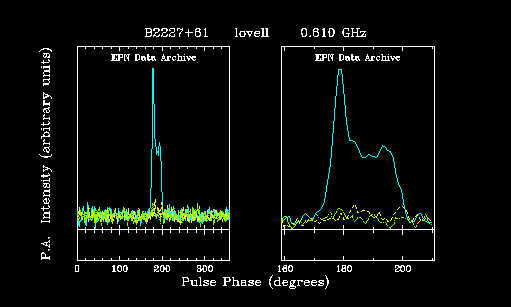 B2227+61 lovell 0.610 GHz
EPN Data Archive
EPN Data Archive
P.A. Intensity (arbitrary units)
0 100 200 300
160 180 200
Pulse Phase (degrees)